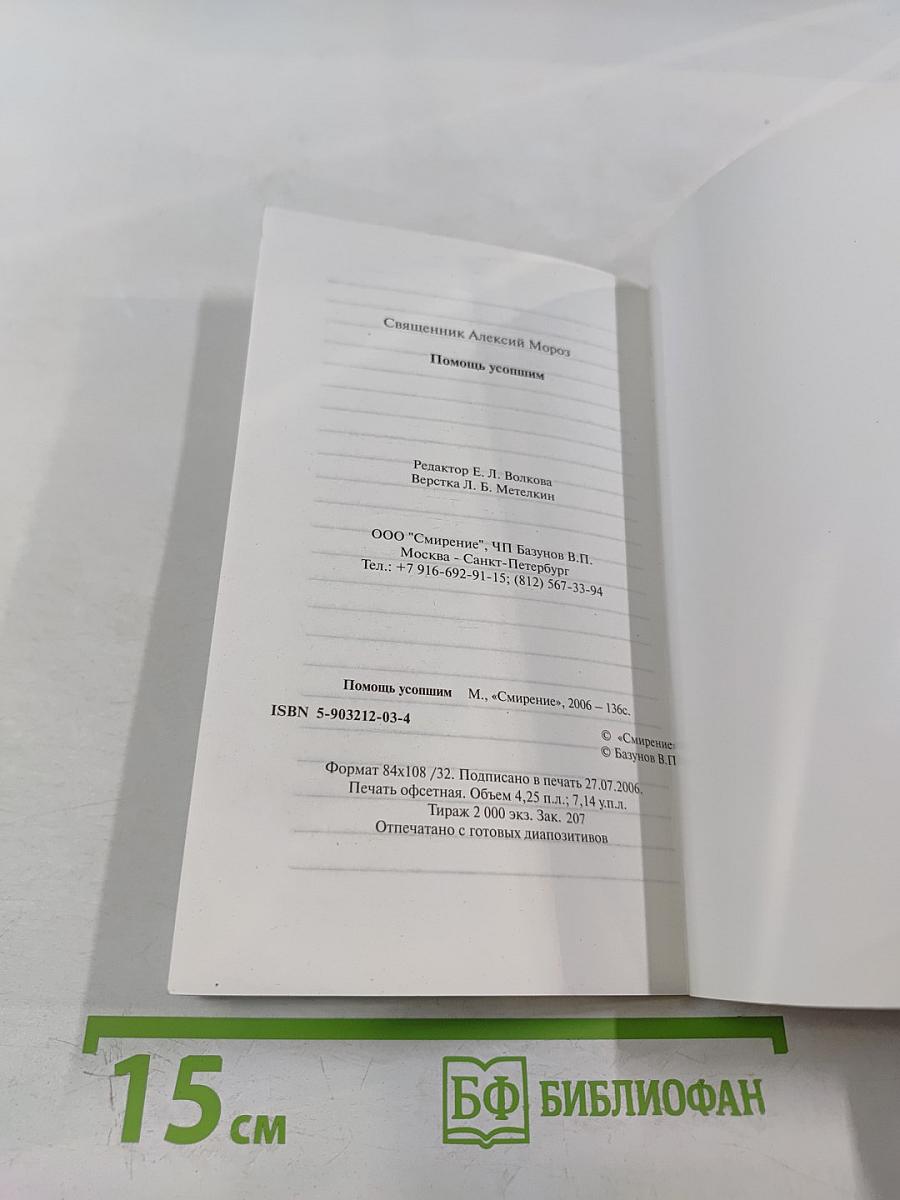 Священник Алексий Мороз
Помощь усопшим
Редактор Е. Л. Волкова
Верстка Л. Б. Метелкин
ООО "Смирение", ЧП Базунов В.П.
Москва - Санкт-Петербург
Тел.: +7 916-692-91-15; (812) 567-33-94
Помощь усопшим М., «Смирение», 2006 – 136с.
ISBN 5-903212-03-4
© «Смирение»
© Базунов В.П
Формат 84х108 /32. Подписано в печать 27.07.2006.
Печать офсетная. Объем 4,25 п.л.; 7,14 у.п.л.
Тираж 2 000 экз. Зак. 207
Отпечатано с готовых диапозитивов
15 см
БФ БИБЛИОФАН